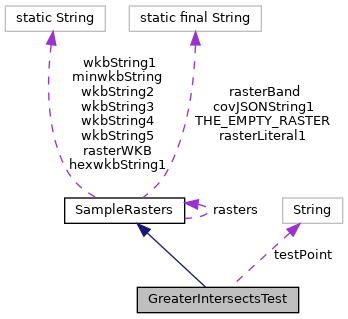 static String
static final String
wkbString1
minwkbString
wkbString2
wkbString3
wkbString4
wkbString5
rasterWKB
hexwkbString1
rasterBand
covJSONString1
THE_EMPTY_RASTER
rasterLiteral1
SampleRasters
rasters
String
testPoint
GreaterIntersectsTest